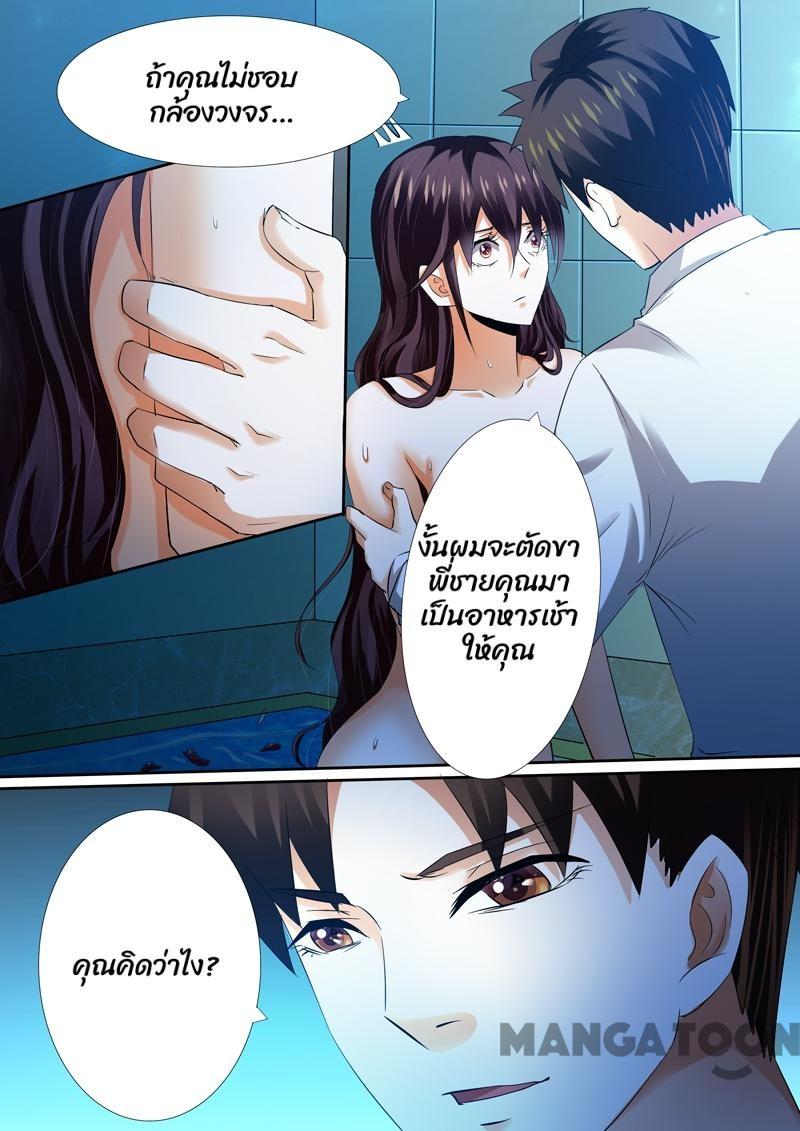 ถ้าคุณไม่ชอบ
กล้องวงจร...
งั้นผมจะตัดขา
พี่ชายคุณมา
เป็นอาหารเช้า
ให้คุณ
คุณคิดว่าไง?
MANGATOON